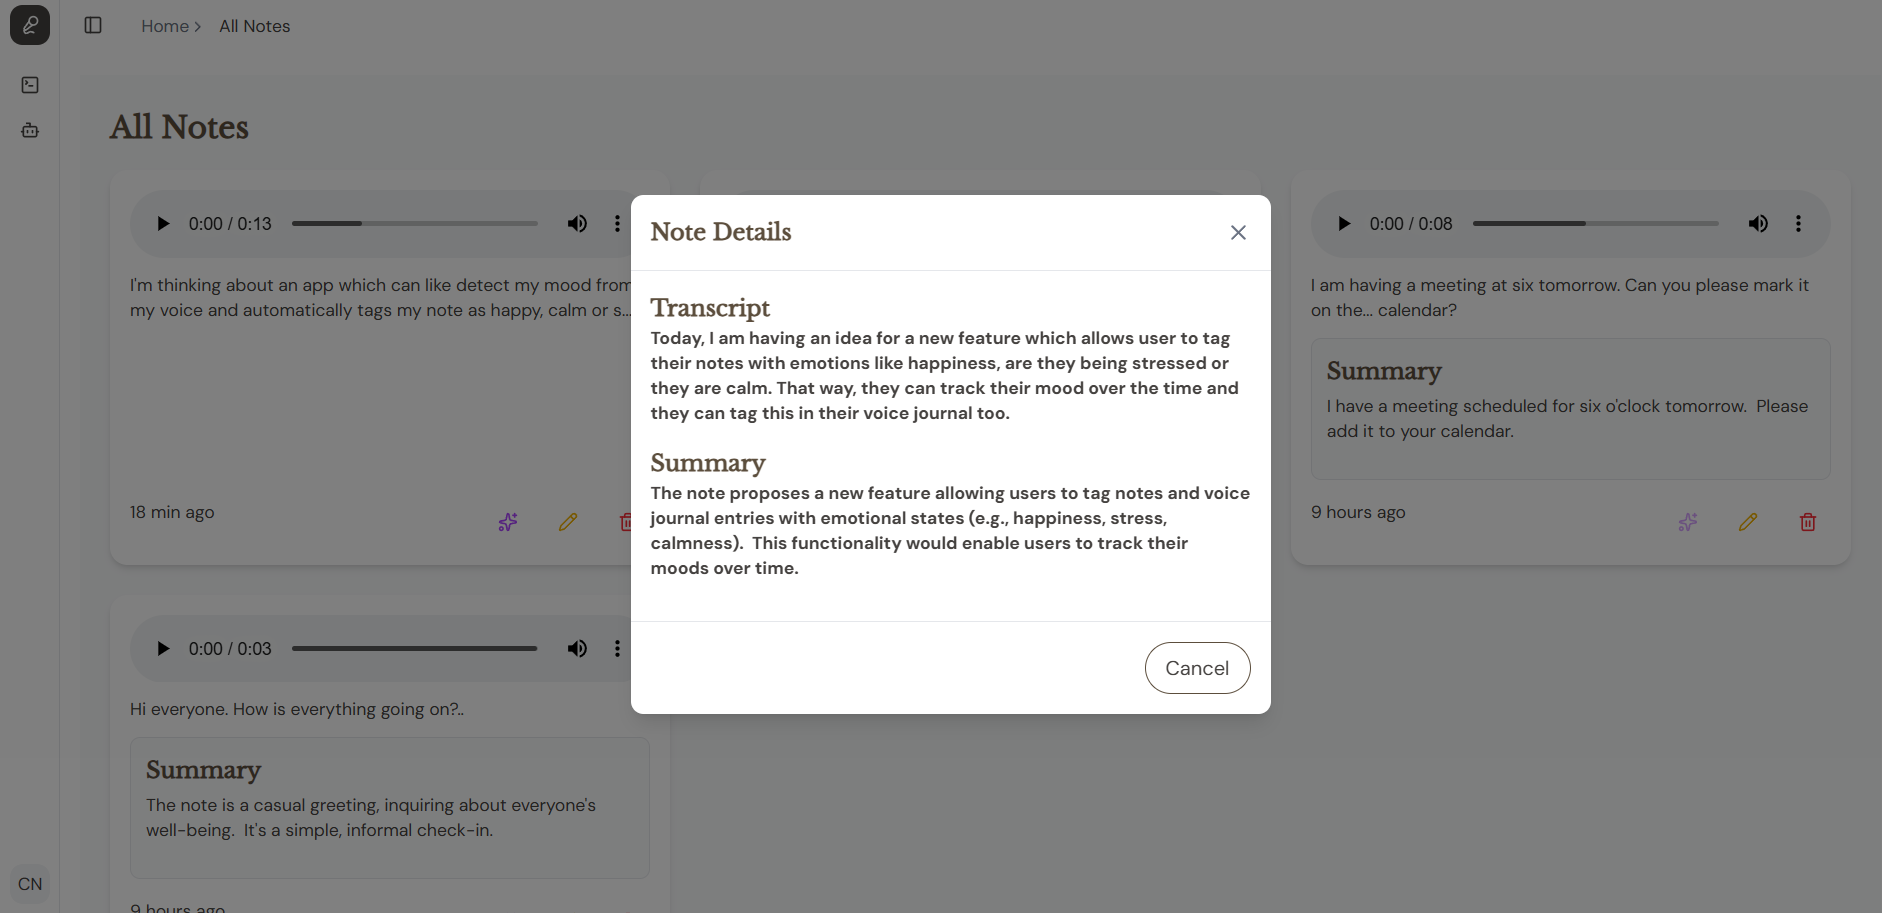 Home > All Notes
All Notes
0:00 / 0:13
I'm thinking about an app which can like detect my mood from
my voice and automatically tags my note as happy, calm or s...
18 min ago
0:00 / 0:08
I am having a meeting at six tomorrow. Can you please mark it
on the... calendar?
Summary
I have a meeting scheduled for six o'clock tomorrow.  Please
add it to your calendar.
9 hours ago
Note Details
Transcript
Today, I am having an idea for a new feature which allows user to tag
their notes with emotions like happiness, are they being stressed or
they are calm. That way, they can track their mood over the time and
they can tag this in their voice journal too.
Summary
The note proposes a new feature allowing users to tag notes and voice
journal entries with emotional states (e.g., happiness, stress,
calmness).  This functionality would enable users to track their
moods over time.
Cancel
0:00 / 0:03
Hi everyone. How is everything going on?..
Summary
The note is a casual greeting, inquiring about everyone's
well-being.  It's a simple, informal check-in.
9 hours ago
CN